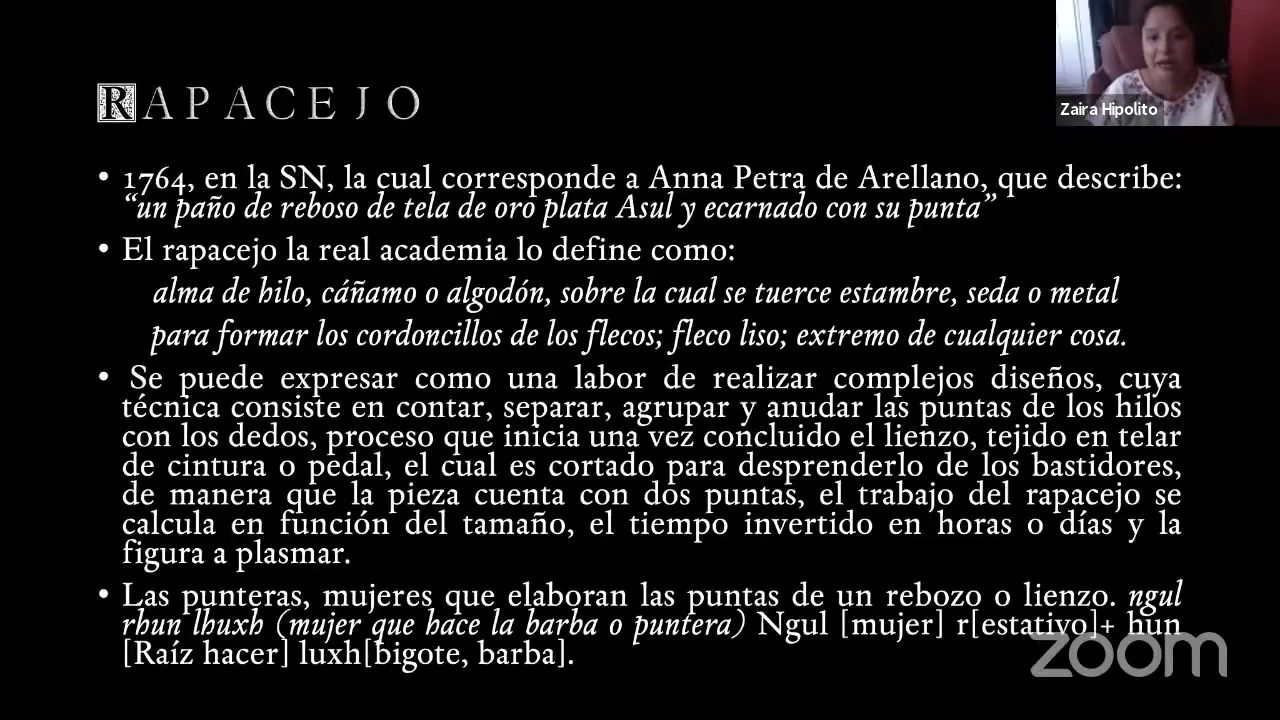 RAPACEJO
Zaira Hipolito
• 1764, en la SN, la cual corresponde a Anna Petra de Arellano, que describe:
“un paño de reboso de tela de oro plata Asul y ecarnado con su punta”
• El rapacejo la real academia lo define como:
alma de hilo, cáñamo o algodón, sobre la cual se tuerce estambre, seda o metal
para formar los cordoncillos de los flecos; fleco liso; extremo de cualquier cosa.
• Se puede expresar como una labor de realizar complejos diseños, cuya
técnica consiste en contar, separar, agrupar y anudar las puntas de los hilos
con los dedos, proceso que inicia una vez concluido el lienzo, tejido en telar
de cintura o pedal, el cual es cortado para desprenderlo de los bastidores,
de manera que la pieza cuenta con dos puntas, el trabajo del rapacejo se
calcula en función del tamaño, el tiempo invertido en horas o días y la
figura a plasmar.
• Las punteras, mujeres que elaboran las puntas de un rebozo o lienzo. ngul
rhun lhuxh (mujer que hace la barba o puntera) Ngul [mujer] r[estativo]+ hun
[Raíz hacer] luxh[bigote, barba].
zoom